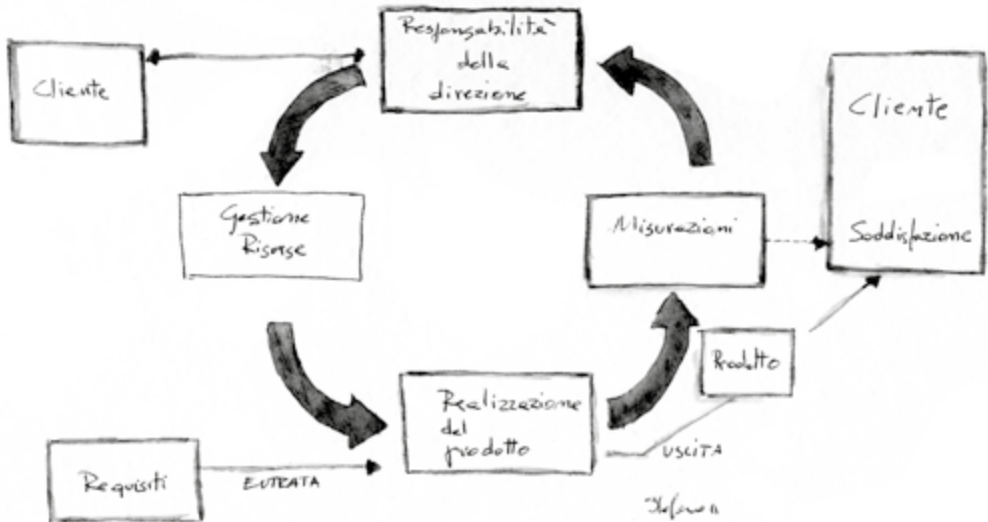 Responsabilità
della
direzione
Cliente
Cliente
Soddisfazione
Gestione
Risorse
Misurazioni
Prodotto
Realizzazione
del
prodotto
USCITA
Requisiti
ENTRATA